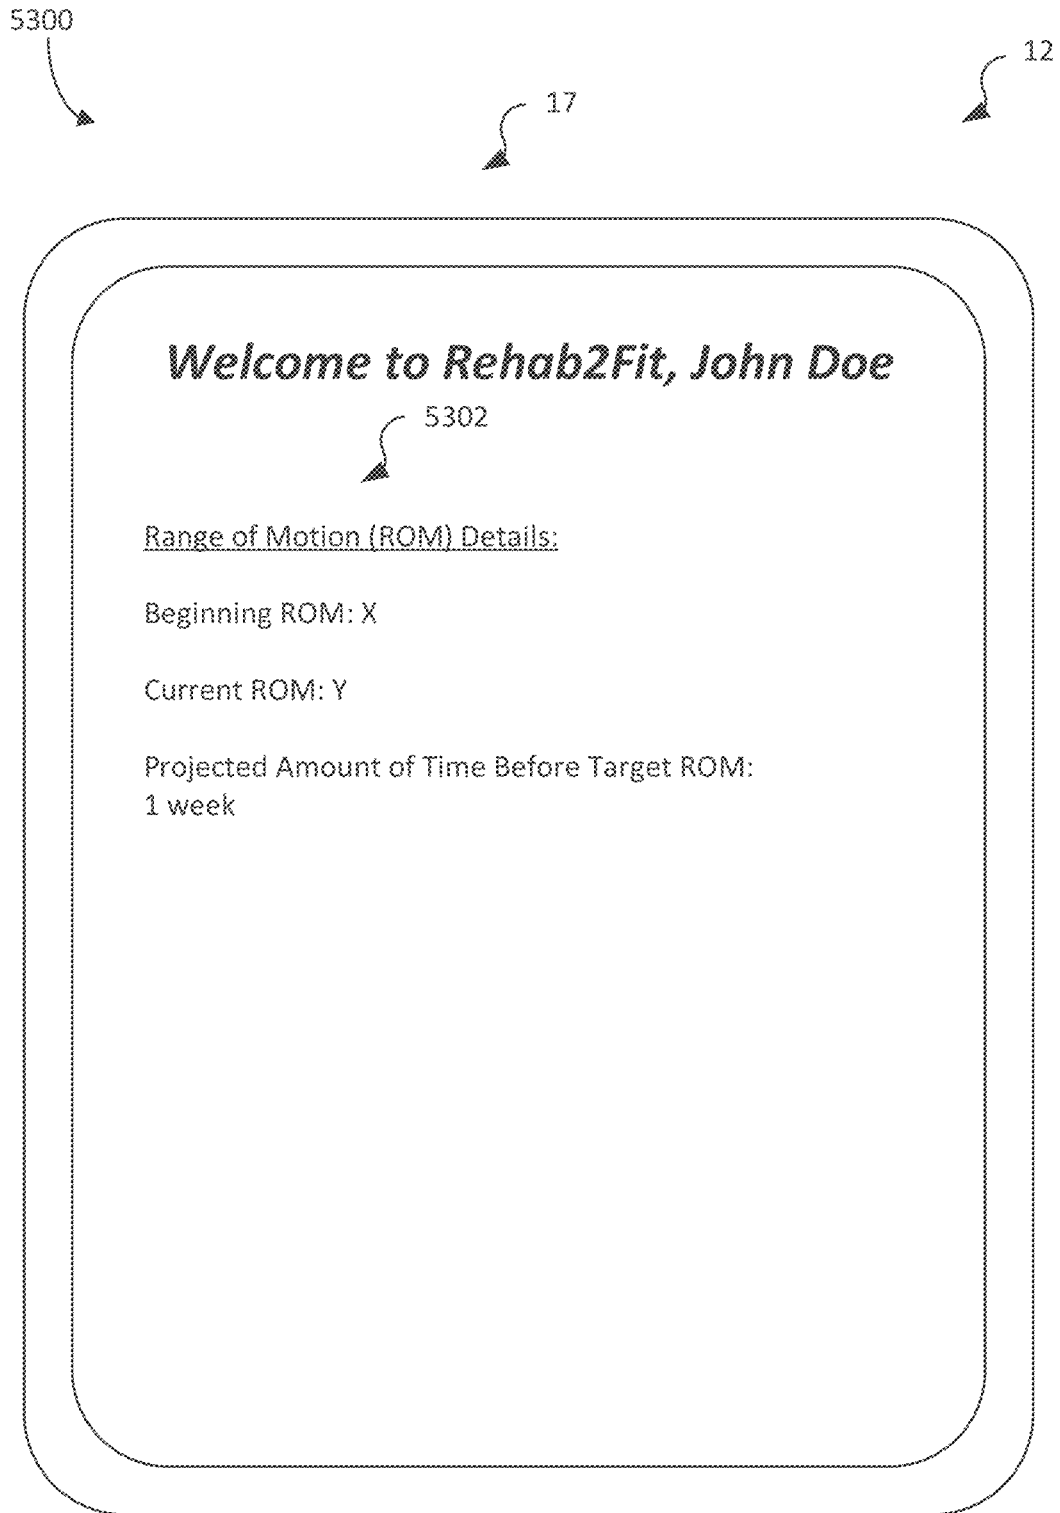 5300
12
17
Welcome to Rehab2Fit, John Doe
5302
Range of Motion (ROM) Details:
Beginning ROM: X
Current ROM: Y
Projected Amount of Time Before Target ROM:
1 week